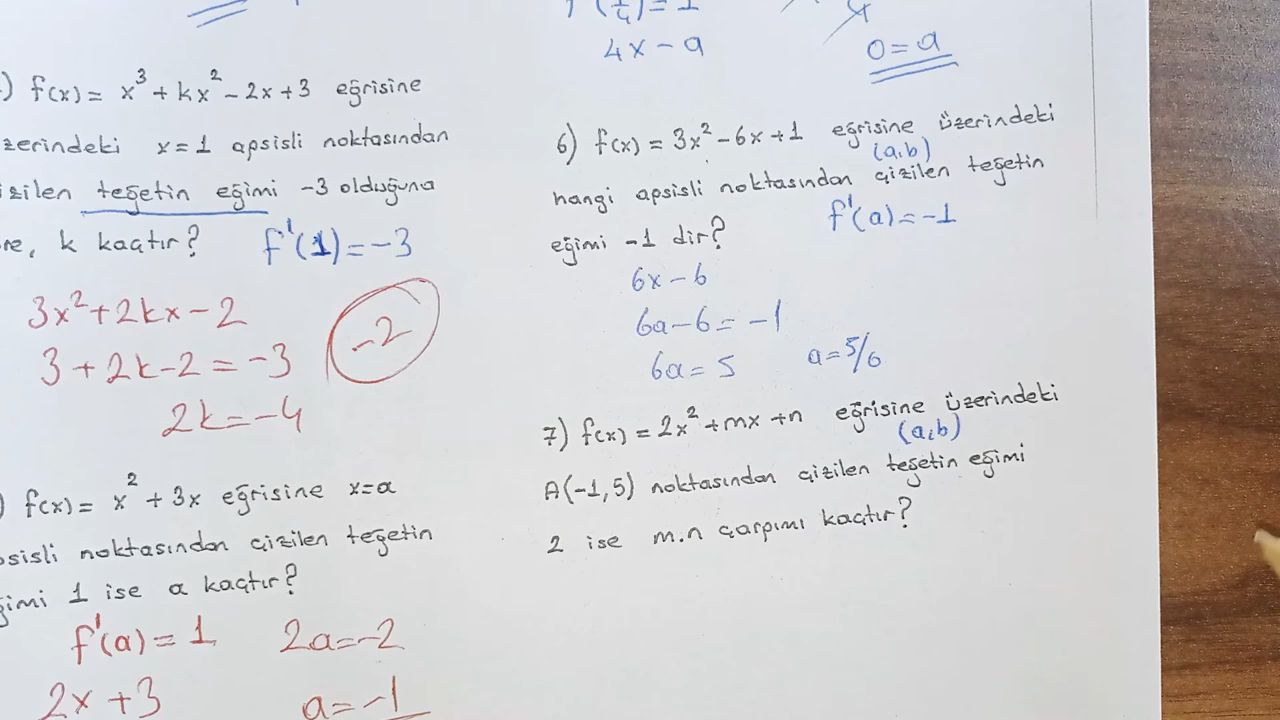 4x - a
0 = a
) f(x) = x³ + kx² - 2x + 3 eğrisine
zerindeki x = 1 apsisli noktasından
izilen teğetin eğimi -3 olduğuna
re, k kaçtır? f'(1) = -3
3x² + 2kx - 2
3 + 2k - 2 = -3
-2
2k = -4
) f(x) = x² + 3x eğrisine x=a
psisli noktasından çizilen teğetin
ğimi 1 ise a kaçtır?
f'(a) = 1 2a = -2
2x + 3 a = -1
6) f(x) = 3x² - 6x + 1 eğrisine üzerindeki
(a,b)
hangi apsisli noktasından çizilen teğetin
eğimi -1 dir? f'(a) = -1
6x - 6
6a - 6 = -1
6a = 5 a = 5/6
7) f(x) = 2x² + mx + n eğrisine üzerindeki
(a,b)
A(-1,5) noktasından çizilen teğetin eğimi
2 ise m.n çarpımı kaçtır?